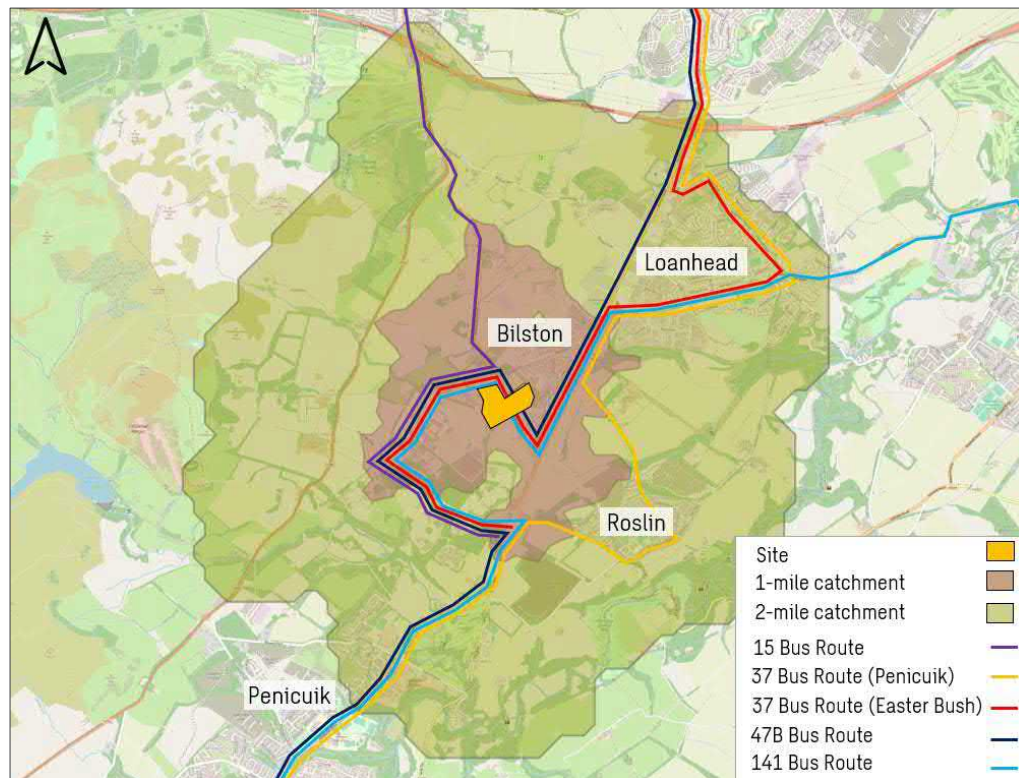 Loanhead
Bilston
Roslin
Penicuik
Site
1-mile catchment
2-mile catchment
15 Bus Route
37 Bus Route (Penicuik)
37 Bus Route (Easter Bush)
47B Bus Route
141 Bus Route